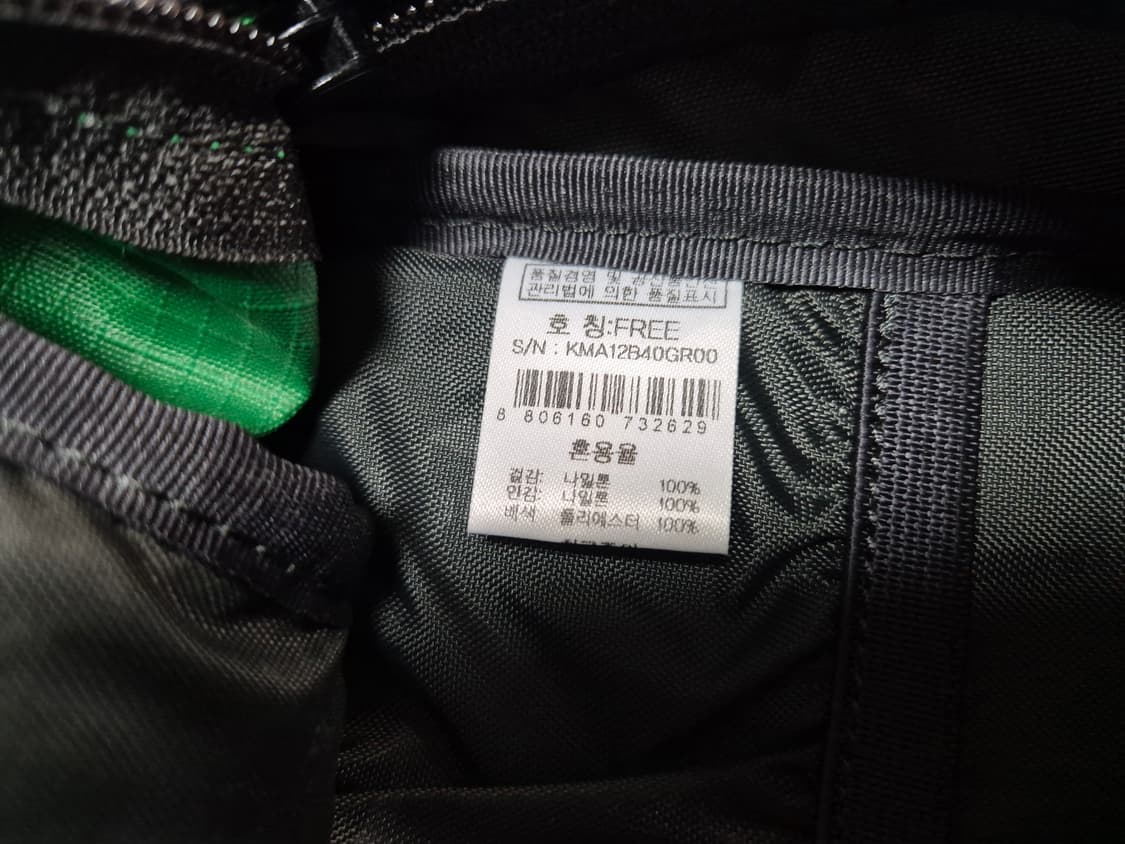 품질경영 및 공산품안전
관리법에 의한 품질표시
호 칭:FREE
S/N : KMA12B40GR00
8 806160 732629
혼용율
겉감: 나일론 100%
안감: 나일론 100%
배색 폴리에스터 100%